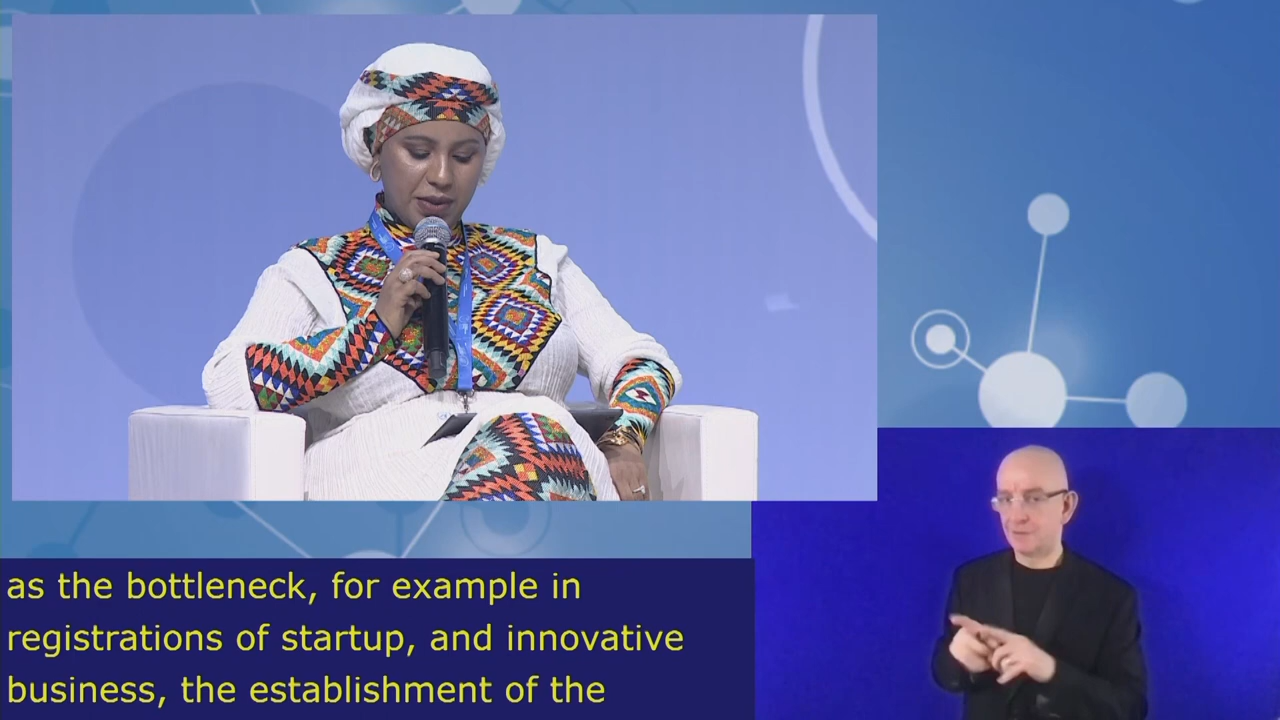 as the bottleneck, for example in
registrations of startup, and innovative
business, the establishment of the